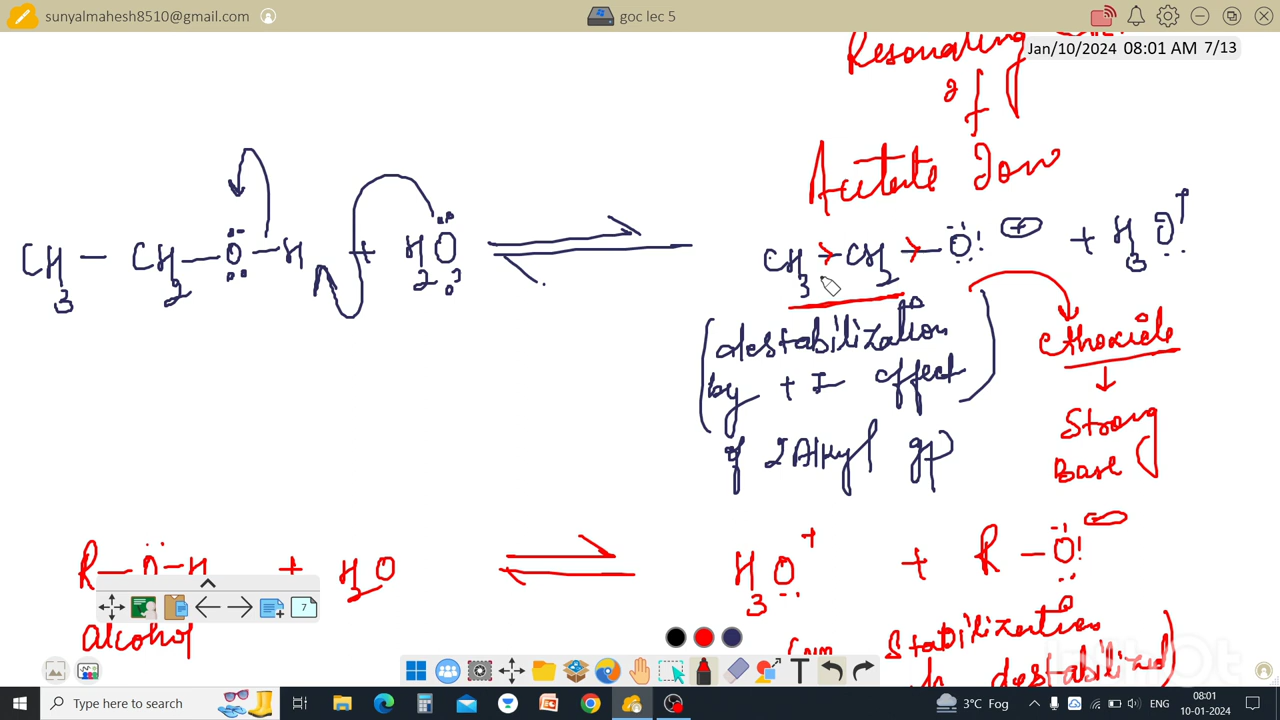 sunyalmahesh8510@gmail.com
goc lec 5
Jan/10/2024 08:01 AM 7/13
Resonating
of
Acetate Ion
CH3 - CH2 - O - H + H2O ⇌ CH3 - CH2 - O + H3O+
(destabilization
by + I effect
of Alkyl gp)
Ethoxide
Strong
Base
R - O - H + H2O ⇌ H3O+ + R - O-
Alcohol
stabilization
destabilized)
7
T
Type here to search
3°C Fog
ENG
08:01
10-01-2024